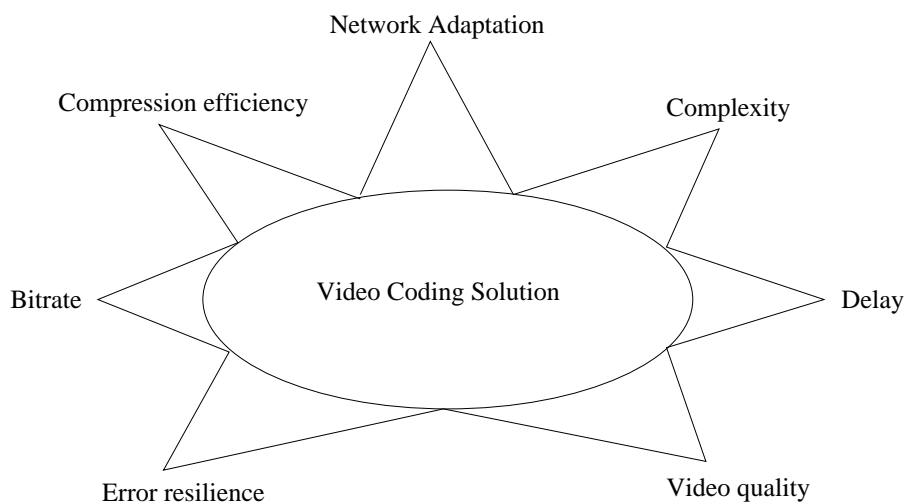 Network Adaptation
Compression efficiency
Complexity
Bitrate
Video Coding Solution
Delay
Error resilience
Video quality